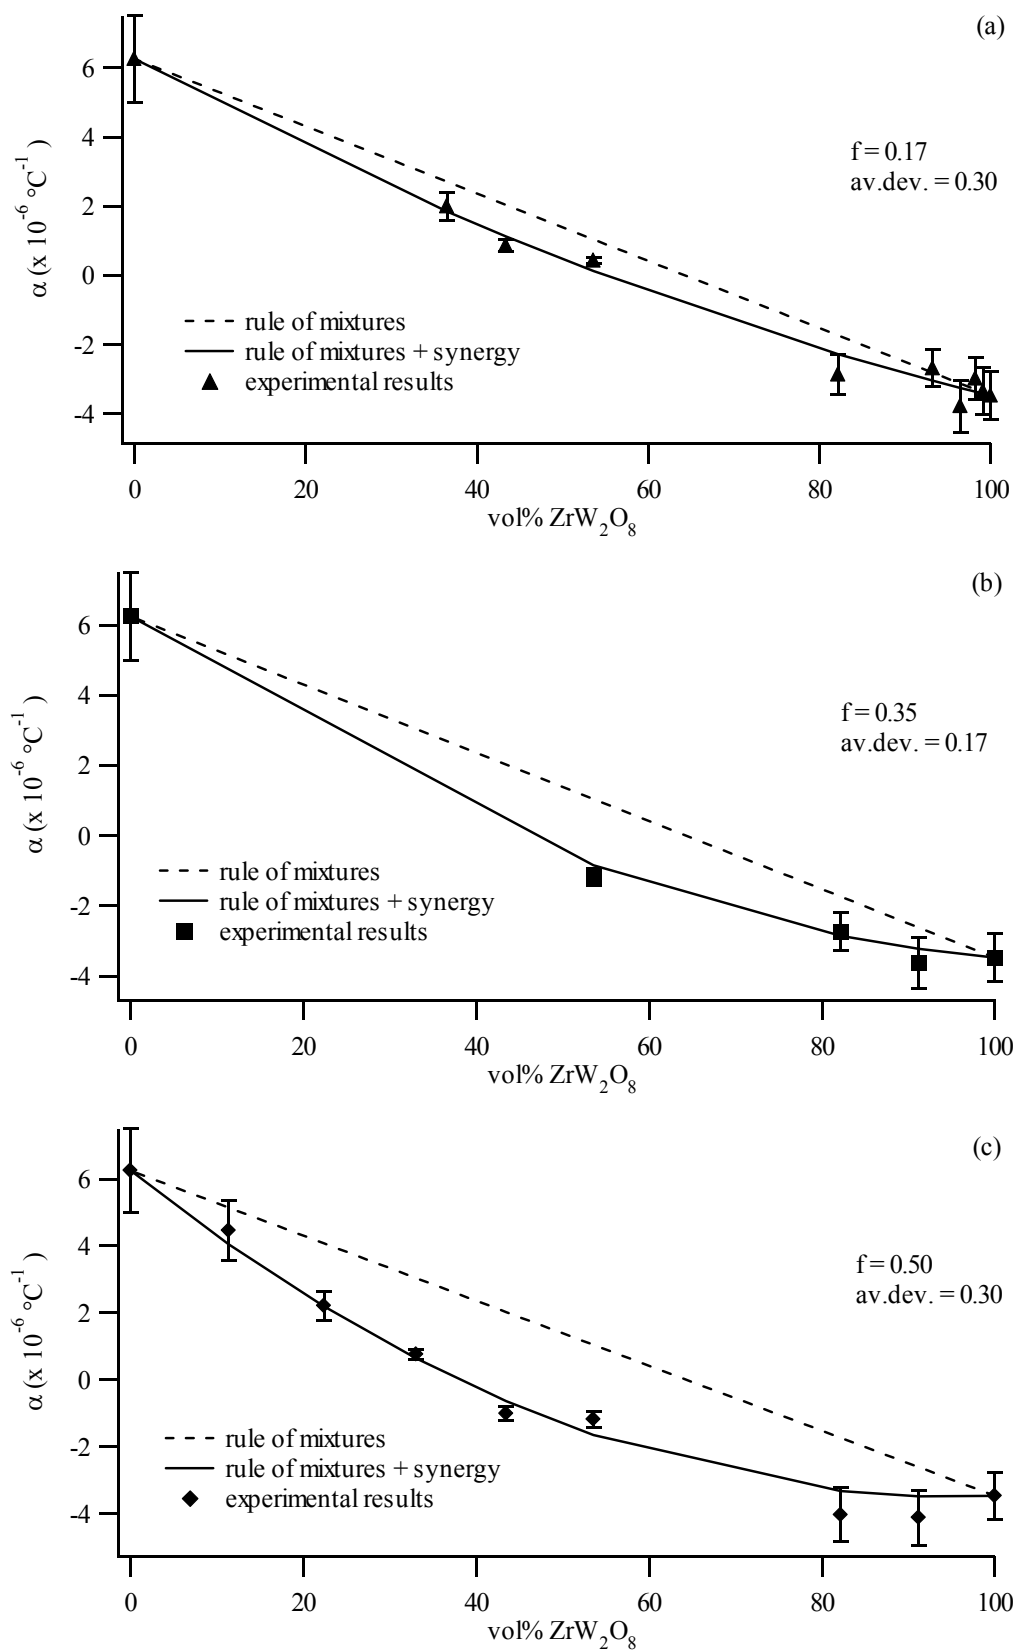 (a)
6
4
2
0
-2
-4
α (x 10⁻⁶ °C⁻¹)
f = 0.17
av.dev. = 0.30
rule of mixtures
rule of mixtures + synergy
experimental results
0 20 40 60 80 100
vol% ZrW₂O₈
(b)
6
4
2
0
-2
-4
α (x 10⁻⁶ °C⁻¹)
f = 0.35
av.dev. = 0.17
rule of mixtures
rule of mixtures + synergy
experimental results
0 20 40 60 80 100
vol% ZrW₂O₈
(c)
6
4
2
0
-2
-4
α (x 10⁻⁶ °C⁻¹)
f = 0.50
av.dev. = 0.30
rule of mixtures
rule of mixtures + synergy
experimental results
0 20 40 60 80 100
vol% ZrW₂O₈